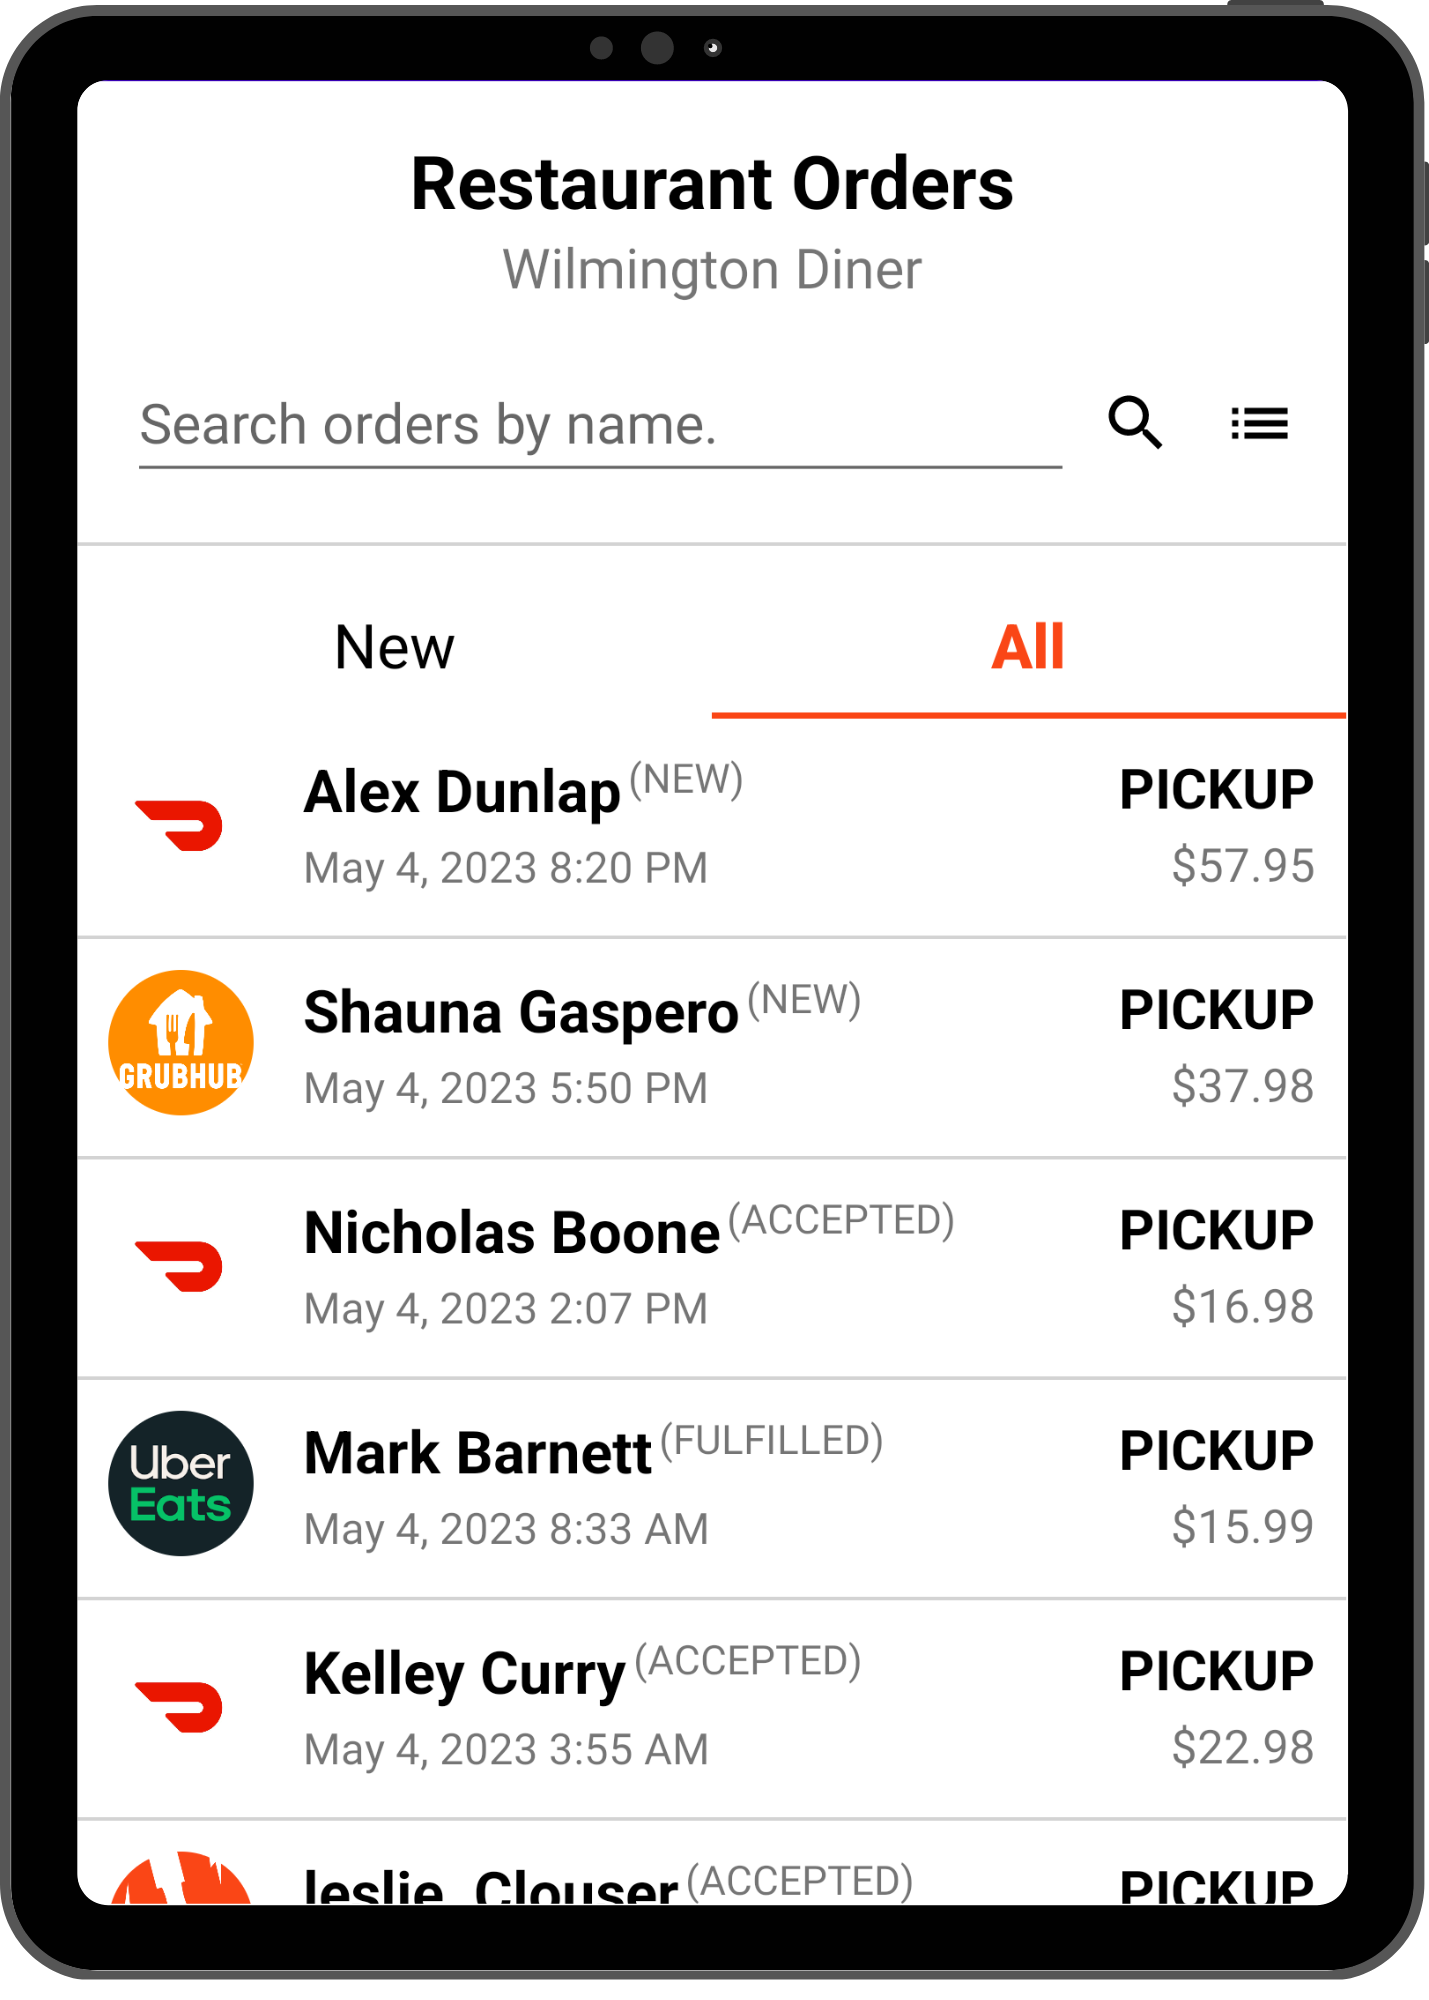 Restaurant Orders
Wilmington Diner
Search orders by name.
New All
Alex Dunlap (NEW) PICKUP
May 4, 2023 8:20 PM $57.95
GRUBHUB
Shauna Gaspero (NEW) PICKUP
May 4, 2023 5:50 PM $37.98
Nicholas Boone (ACCEPTED) PICKUP
May 4, 2023 2:07 PM $16.98
Uber
Eats
Mark Barnett (FULFILLED) PICKUP
May 4, 2023 8:33 AM $15.99
Kelley Curry (ACCEPTED) PICKUP
May 4, 2023 3:55 AM $22.98
leslie Clouser (ACCEPTED) PICKUP